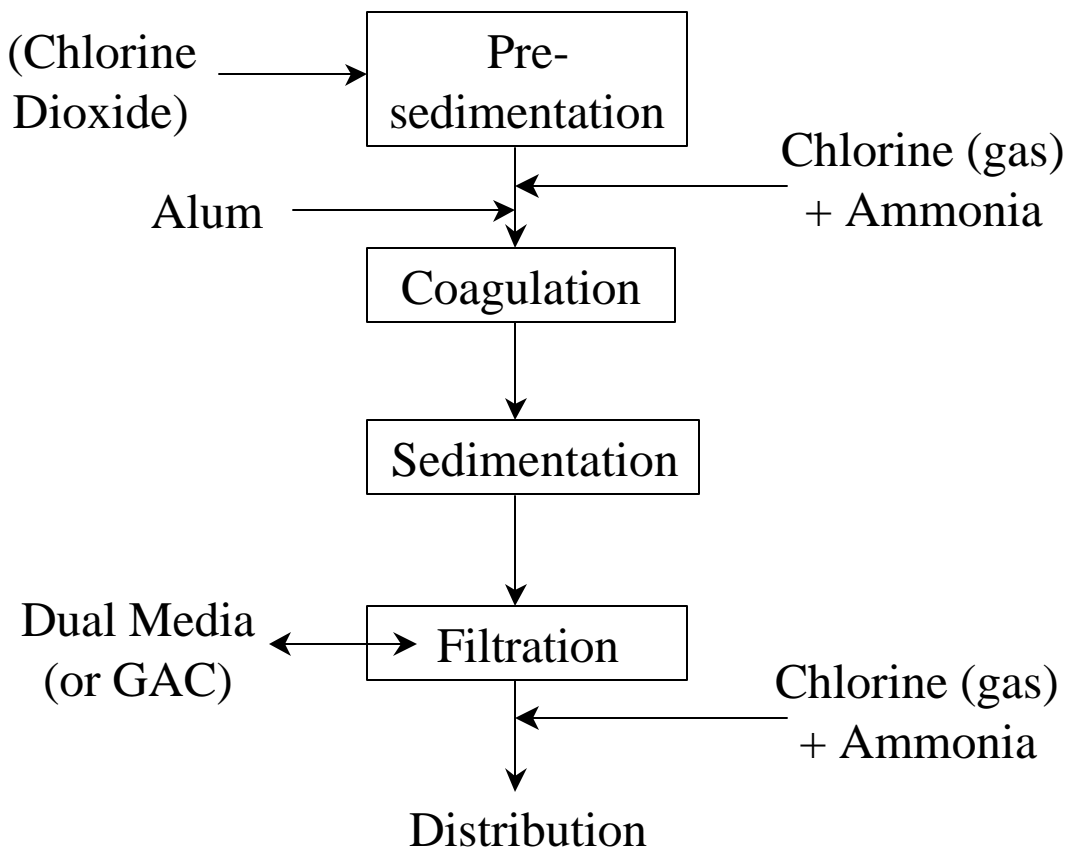 (Chlorine
Dioxide)
Pre-
sedimentation
Chlorine (gas)
+ Ammonia
Alum
Coagulation
Sedimentation
Dual Media
(or GAC)
Filtration
Chlorine (gas)
+ Ammonia
Distribution